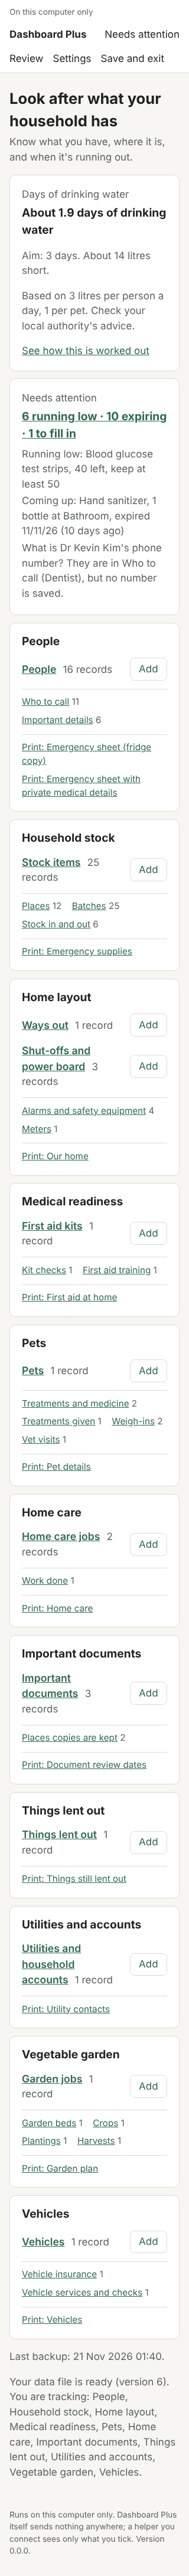 On this computer only
Dashboard Plus
Needs attention
Review Settings Save and exit
Look after what your
household has
Know what you have, where it is,
and when it's running out.
Days of drinking water
About 1.9 days of drinking
water
Aim: 3 days. About 14 litres
short.
Based on 3 litres per person a
day, 1 per pet. Check your
local authority's advice.
See how this is worked out
Needs attention
6 running low · 10 expiring
· 1 to fill in
Running low: Blood glucose
test strips, 40 left, keep at
least 50
Coming up: Hand sanitizer, 1
bottle at Bathroom, expired
11/11/26 (10 days ago)
What is Dr Kevin Kim's phone
number? They are in Who to
call (Dentist), but no number
is saved.
People
People 16 records
Add
Who to call 11
Important details 6
Print: Emergency sheet (fridge
copy)
Print: Emergency sheet with
private medical details
Household stock
Stock items 25
records
Add
Places 12 Batches 25
Stock in and out 6
Print: Emergency supplies
Home layout
Ways out 1 record
Add
Shut-offs and
power board 3
records
Add
Alarms and safety equipment 4
Meters 1
Print: Our home
Medical readiness
First aid kits 1
record
Add
Kit checks 1 First aid training 1
Print: First aid at home
Pets
Pets 1 record
Add
Treatments and medicine 2
Treatments given 1 Weigh-ins 2
Vet visits 1
Print: Pet details
Home care
Home care jobs 2
records
Add
Work done 1
Print: Home care
Important documents
Important
documents 3
records
Add
Places copies are kept 2
Print: Document review dates
Things lent out
Things lent out 1
record
Add
Print: Things still lent out
Utilities and accounts
Utilities and
household
accounts 1 record
Add
Print: Utility contacts
Vegetable garden
Garden jobs 1
record
Add
Garden beds 1 Crops 1
Plantings 1 Harvests 1
Print: Garden plan
Vehicles
Vehicles 1 record
Add
Vehicle insurance 1
Vehicle services and checks 1
Print: Vehicles
Last backup: 21 Nov 2026 01:40.
Your data file is ready (version 6).
You are tracking: People,
Household stock, Home layout,
Medical readiness, Pets, Home
care, Important documents, Things
lent out, Utilities and accounts,
Vegetable garden, Vehicles.
Runs on this computer only. Dashboard Plus
itself sends nothing anywhere; a helper you
connect sees only what you tick. Version
0.0.0.